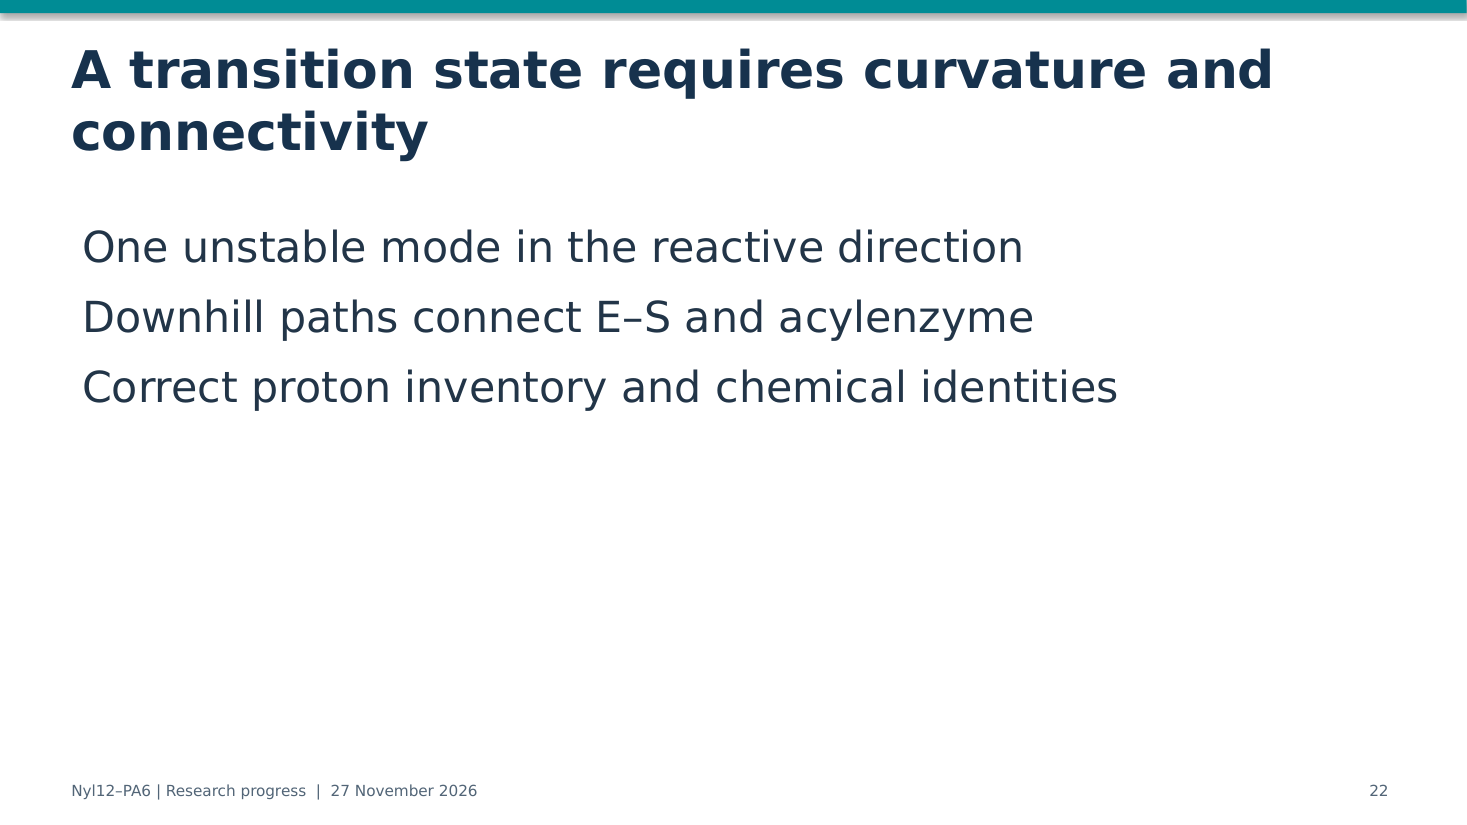 A transition state requires curvature and
connectivity
One unstable mode in the reactive direction
Downhill paths connect E–S and acylenzyme
Correct proton inventory and chemical identities
Nyl12–PA6 | Research progress | 27 November 2026
22